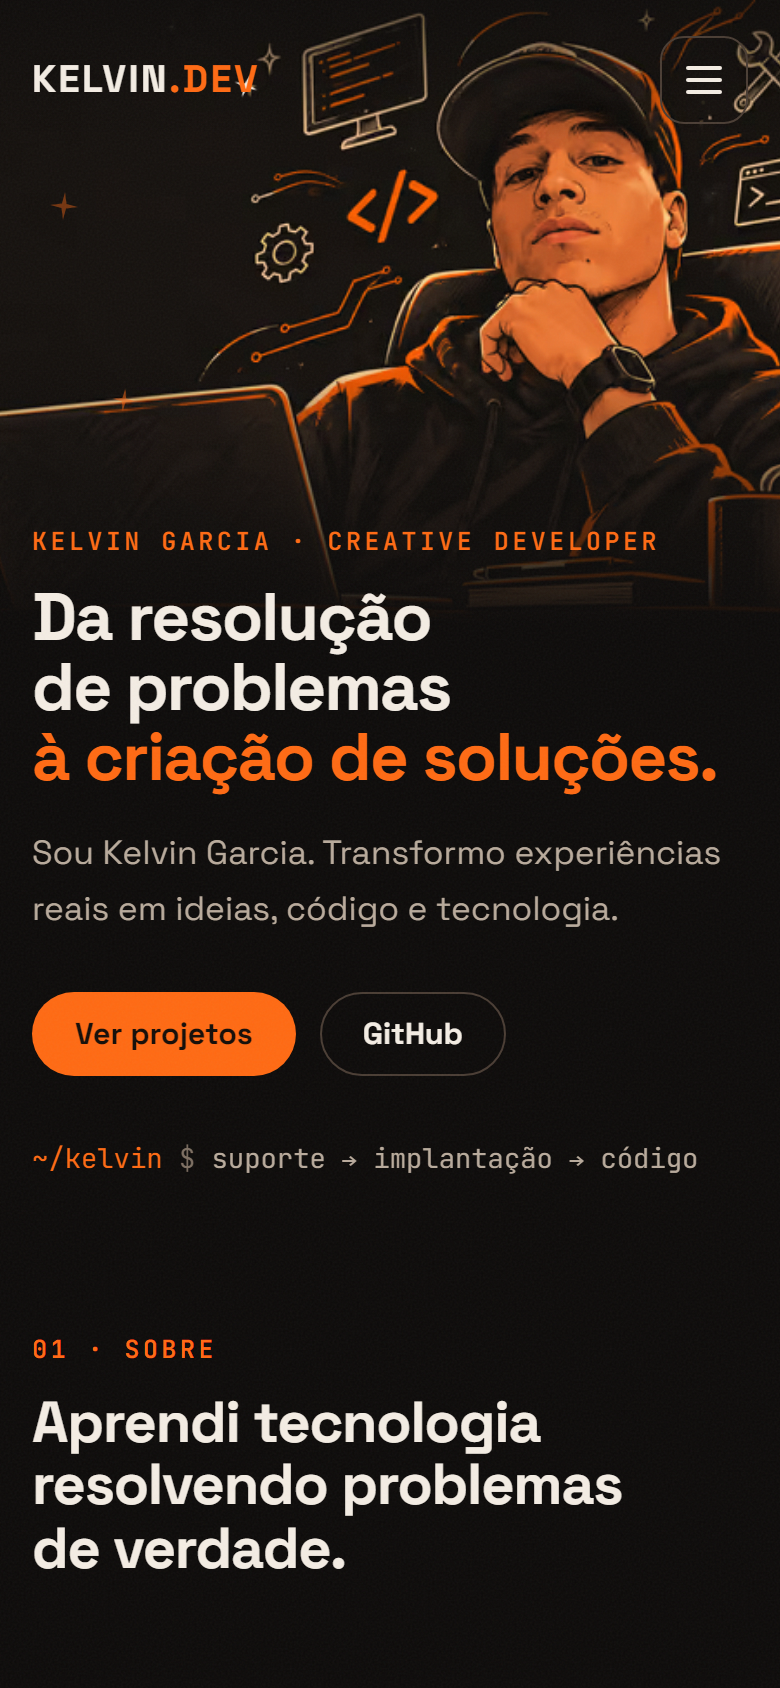 KELVIN.DEV
</>
>_
KELVIN GARCIA · CREATIVE DEVELOPER
Da resolução
de problemas
à criação de soluções.
Sou Kelvin Garcia. Transformo experiências
reais em ideias, código e tecnologia.
Ver projetos
GitHub
~/kelvin $ suporte → implantação → código
01 · SOBRE
Aprendi tecnologia
resolvendo problemas
de verdade.